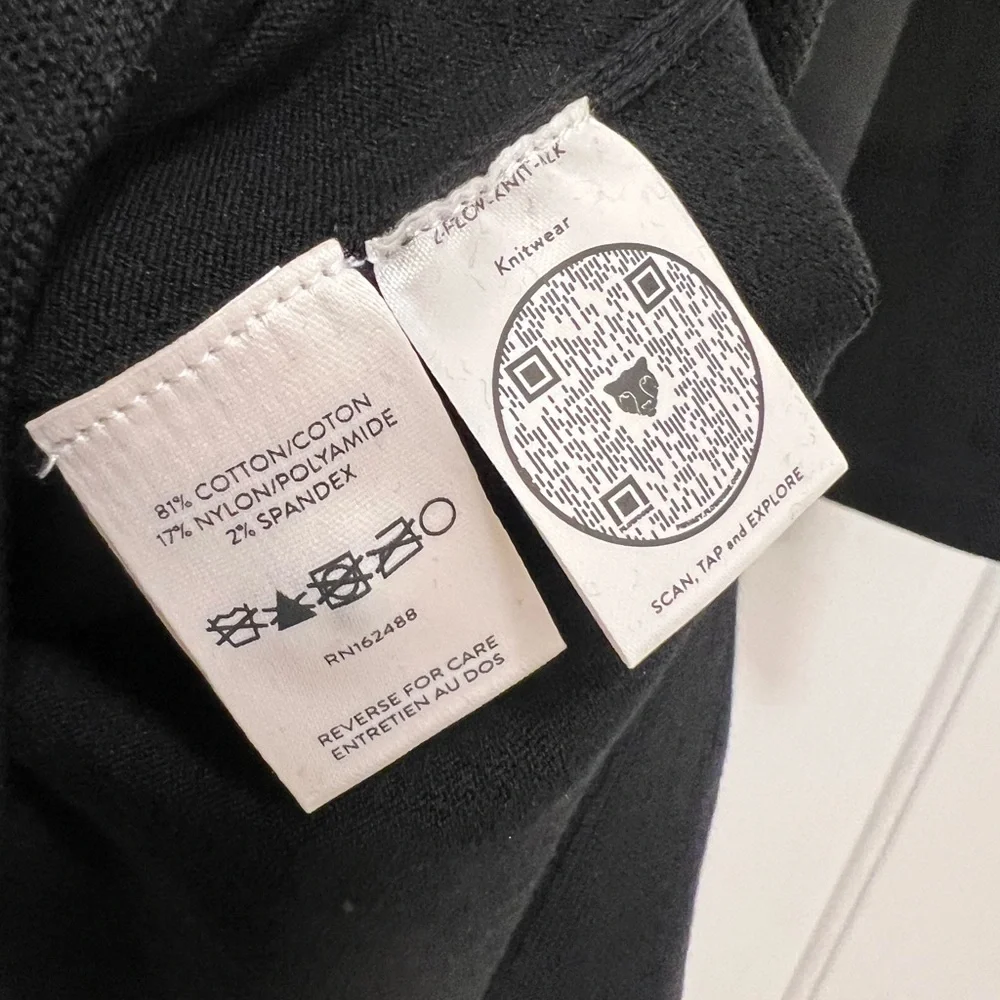 81% COTTON/COTON
17% NYLON/POLYAMIDE
2% SPANDEX
RN162488
REVERSE FOR CARE
ENTRETIEN AU DOS
Knitwear
SCAN, TAP and EXPLORE